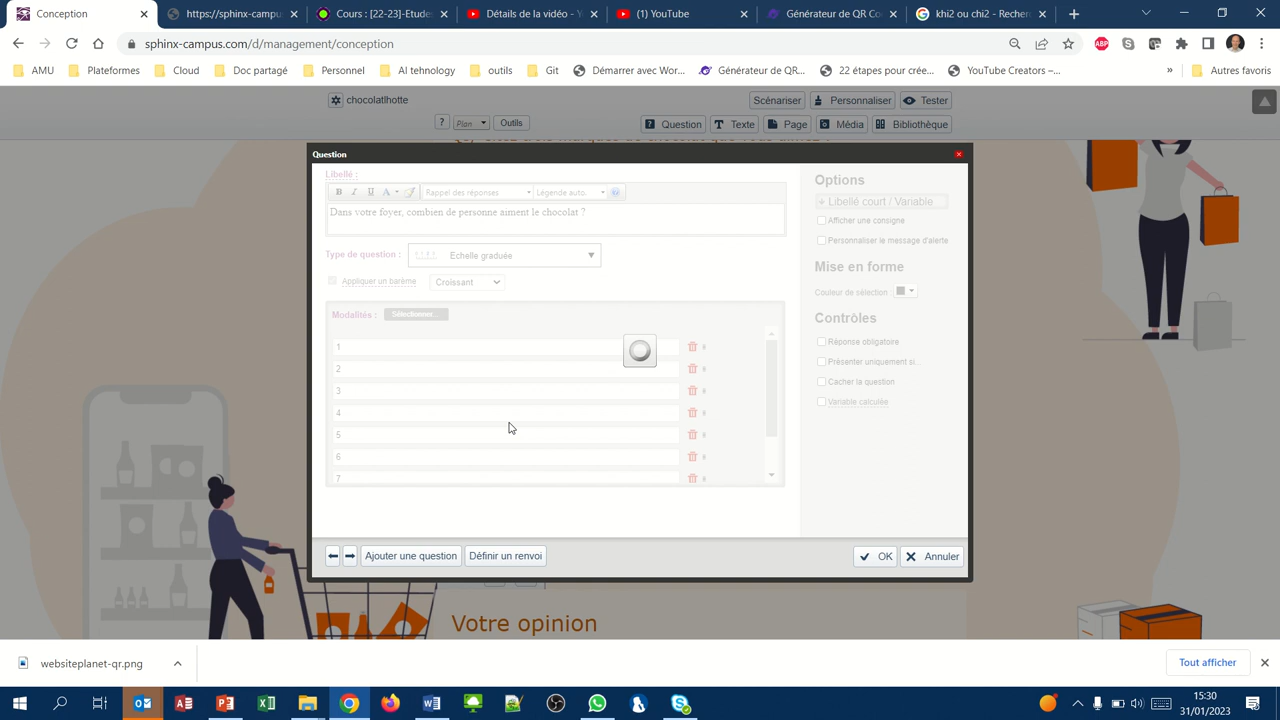 Conception
https://sphinx-campu
Cours : [22-23]-Etude
Détails de la vidéo - Y
(1) YouTube
Générateur de QR Co
khi2 ou chi2 - Recher
sphinx-campus.com/d/management/conception
AMU
Plateformes
Cloud
Doc partagé
Personnel
AI tehnology
outils
Git
Démarrer avec Wor...
Générateur de QR...
22 étapes pour crée...
YouTube Creators –...
»
Autres favoris
chocolatlhotte
Scénariser
Personnaliser
Tester
?
Plan
Outils
? Question
T Texte
Page
Média
Bibliothèque
Question
Libellé :
B I U A
Rappel des réponses
Légende auto.
Dans votre foyer, combien de personne aiment le chocolat ?
Type de question :
Echelle graduée
Appliquer un barème
Croissant
Modalités :
Sélectionner...
1
2
3
4
5
6
7
Options
Libellé court / Variable
Afficher une consigne
Personnaliser le message d'alerte
Mise en forme
Couleur de sélection
Contrôles
Réponse obligatoire
Présenter uniquement si...
Cacher la question
Variable calculée
Ajouter une question
Définir un renvoi
OK
Annuler
Votre opinion
websiteplanet-qr.png
Tout afficher
15:30
31/01/2023